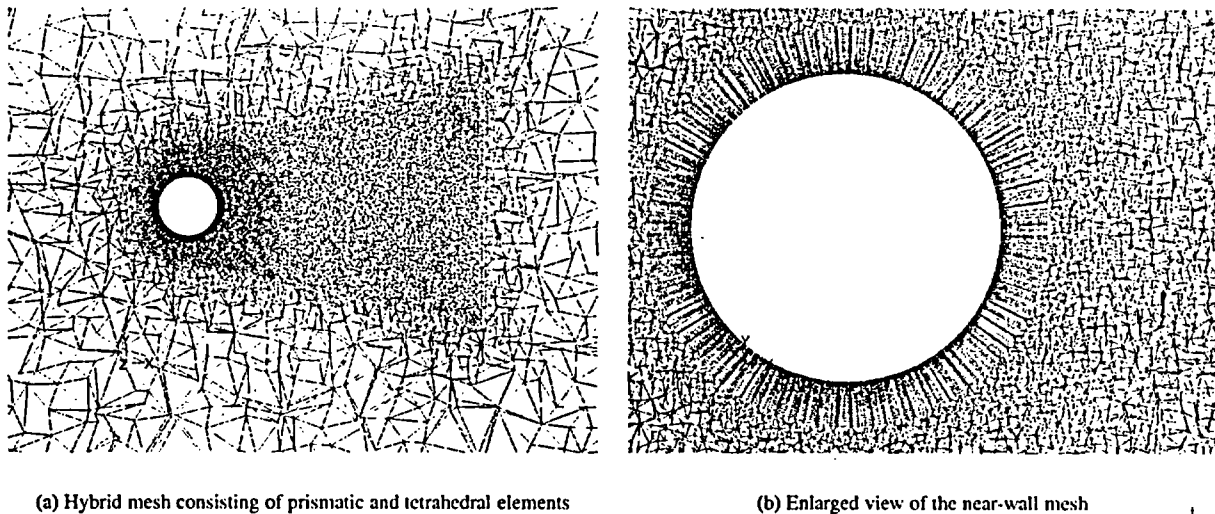 (a) Hybrid mesh consisting of prismatic and tetrahedral elements
(b) Enlarged view of the near-wall mesh